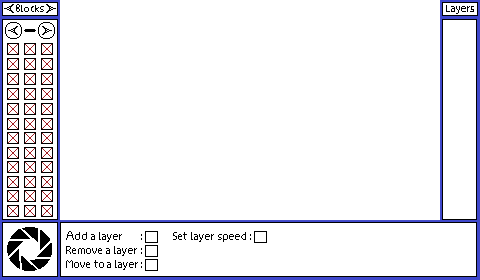 Blocks
Layers
Add a layer :
Set layer speed :
Remove a layer :
Move to a layer :